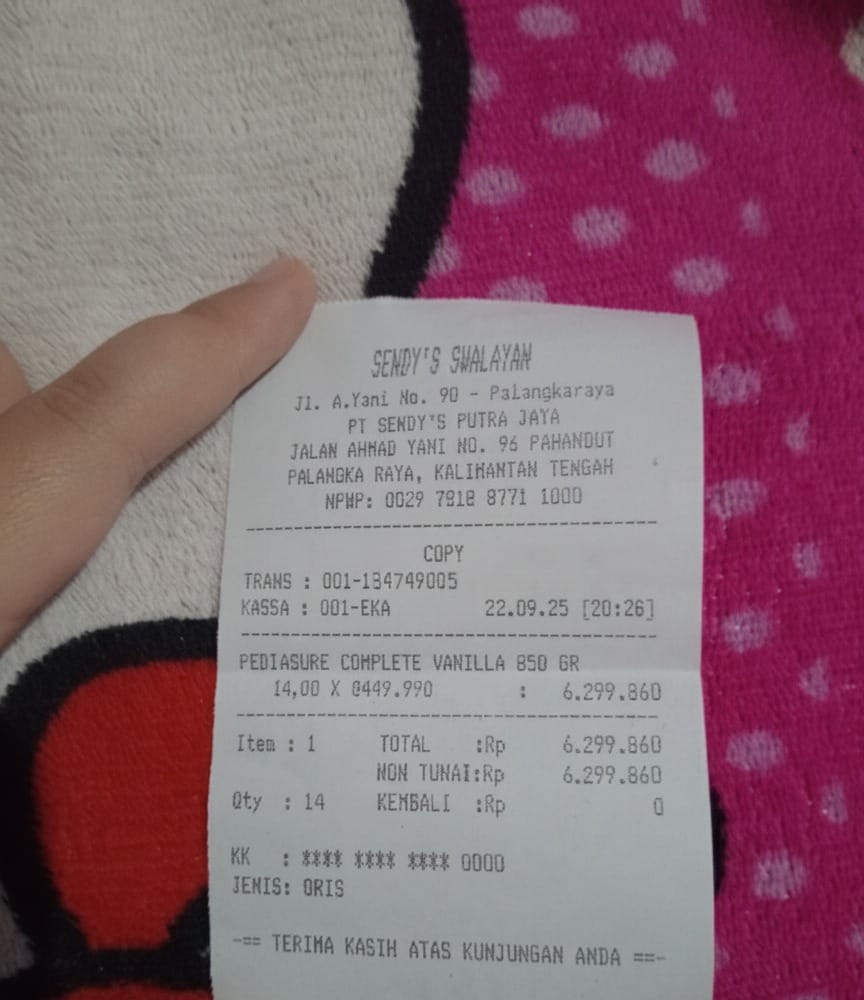 SENDY'S SWALAYAN
Jl. A.Yani No. 90 - Palangkaraya
PT SENDY'S PUTRA JAYA
JALAN AHMAD YANI NO. 96 PAHANDUT
PALANGKA RAYA, KALIMANTAN TENGAH
NPWP: 0029 7818 8771 1000
COPY
TRANS : 001-134749005
KASSA : 001-EKA 22.09.25 [20:26]
PEDIASURE COMPLETE VANILLA 850 GR
14,00 X @449.990 : 6.299.860
Item : 1 TOTAL :Rp 6.299.860
NON TUNAI:Rp 6.299.860
Qty : 14 KEMBALI :Rp 0
KK : **** **** **** 0000
JENIS: QRIS
-== TERIMA KASIH ATAS KUNJUNGAN ANDA ==-